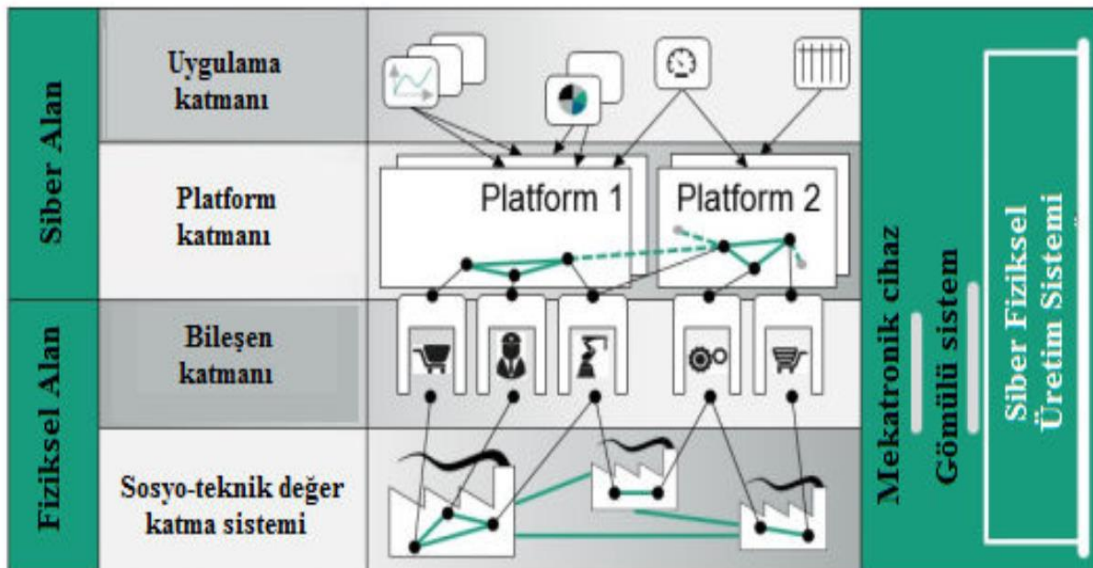 Siber Alan
Uygulama
katmanı
Platform
katmanı
Platform 1
Platform 2
Fiziksel Alan
Bileşen
katmanı
Sosyo-teknik değer
katma sistemi
Mekatronik cihaz
Gömülü sistem
Siber Fiziksel
Üretim Sistemi